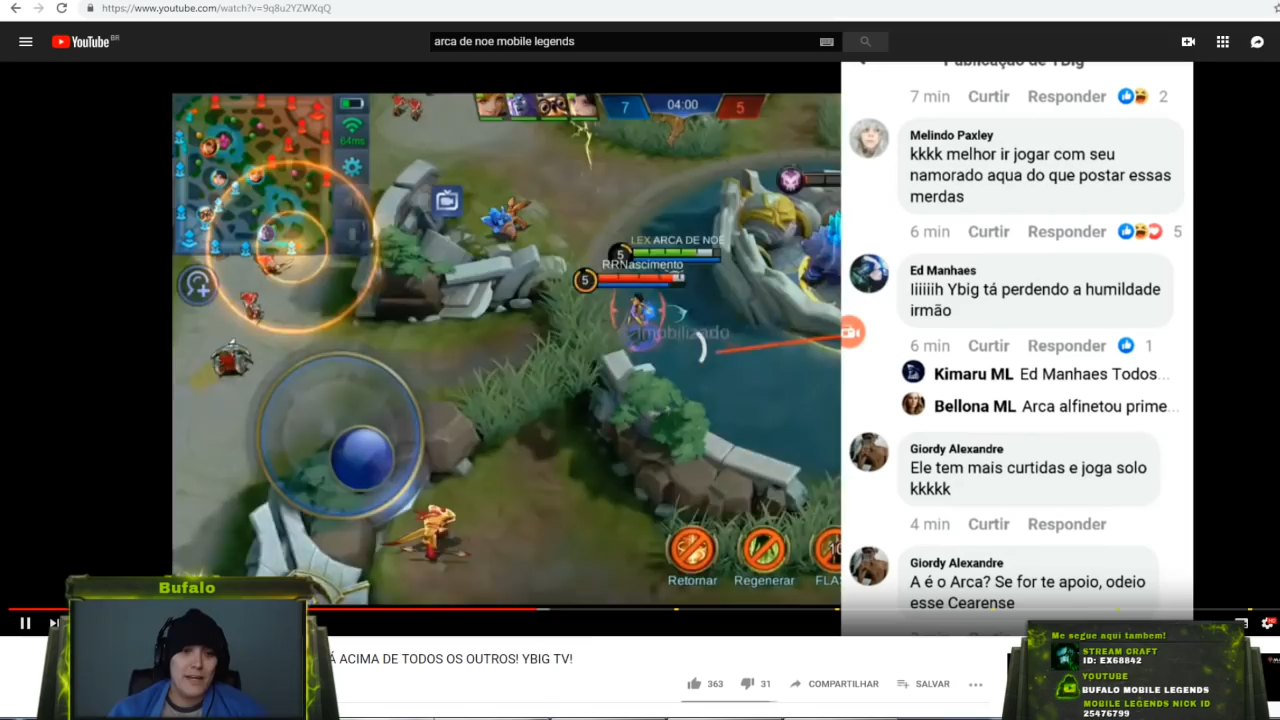 https://www.youtube.com/watch?v=9q8u2YZWXqQ
YouTube BR
arca de noe mobile legends
64ms
7
04:00
5
LEX ARCA DE NOE
5
RRNascimento
5
Imobilizado
Retornar
Regenerar
Publicação de YBig
7 min Curtir Responder 2
Melindo Paxley
kkkk melhor ir jogar com seu
namorado aqua do que postar essas
merdas
6 min Curtir Responder 5
Ed Manhaes
Iiiiiih Ybig tá perdendo a humildade
irmão
6 min Curtir Responder 1
Kimaru ML Ed Manhaes Todos...
Bellona ML Arca alfinetou prime...
Giordy Alexandre
Ele tem mais curtidas e joga solo
kkkkk
4 min Curtir Responder
Giordy Alexandre
A é o Arca? Se for te apoio, odeio
esse Cearense
Bufalo
Á ACIMA DE TODOS OS OUTROS! YBIG TV!
363
31
COMPARTILHAR
SALVAR
Me segue aqui tambem!
STREAM CRAFT
ID: EX68842
YOUTUBE
BUFALO MOBILE LEGENDS
MOBILE LEGENDS NICK ID
25476799